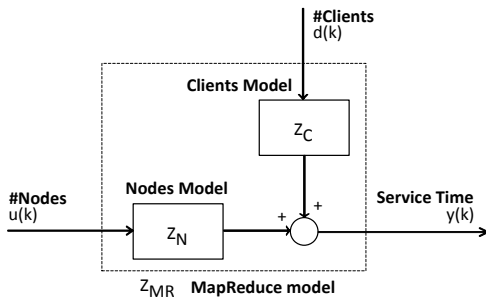 #Clients
d(k)
Clients Model
Z_C
#Nodes
u(k)
Nodes Model
Z_N
+
+
Service Time
y(k)
Z_MR MapReduce model